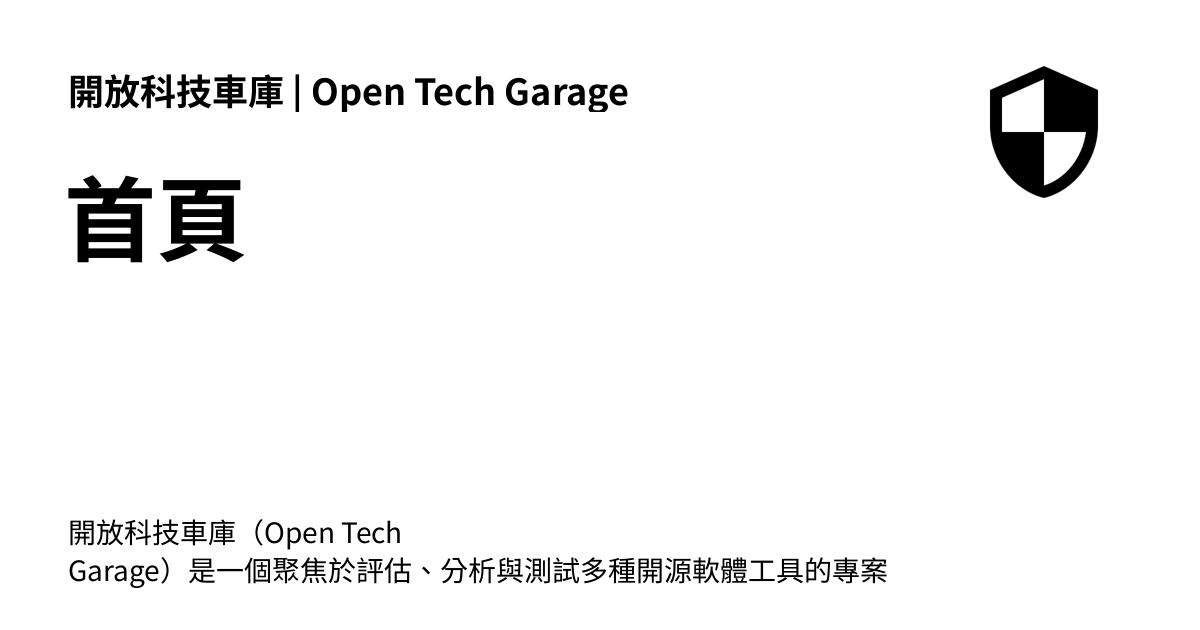 開放科技車庫 | Open Tech Garage
首頁
開放科技車庫（Open Tech
Garage）是一個聚焦於評估、分析與測試多種開源軟體工具的專案